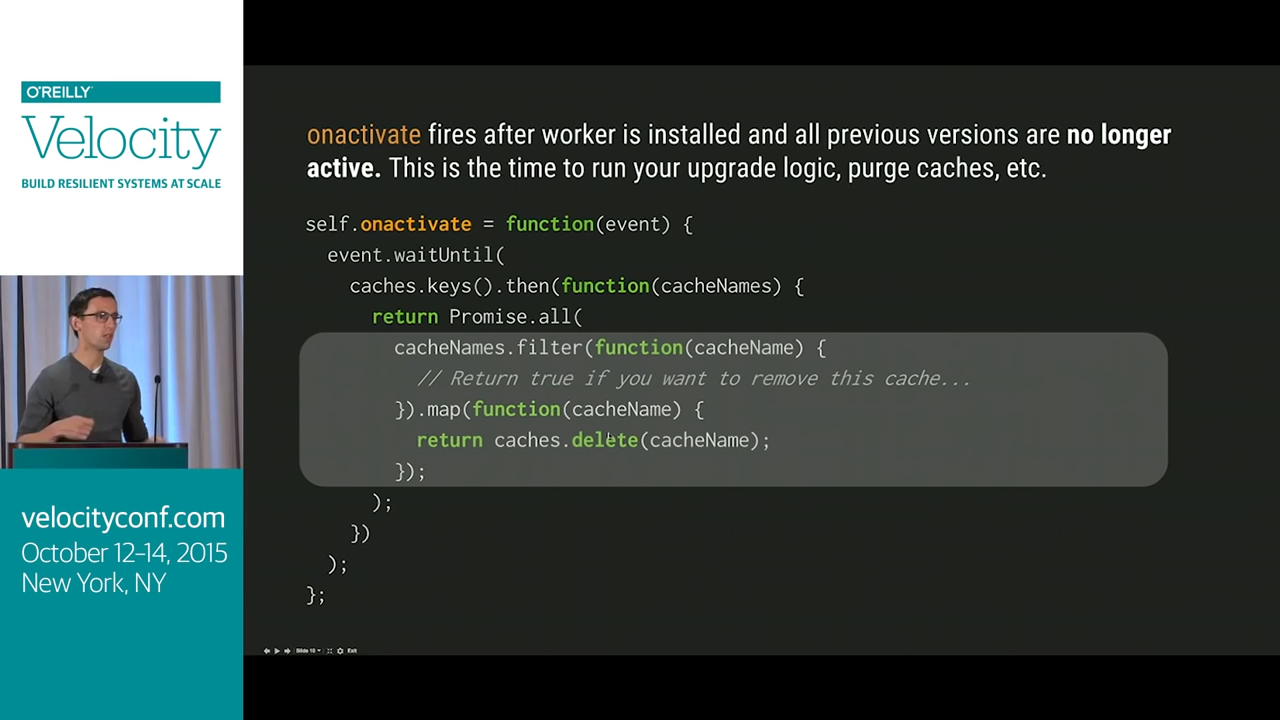 O'REILLY
Velocity
BUILD RESILIENT SYSTEMS AT SCALE
velocityconf.com
October 12–14, 2015
New York, NY
onactivate fires after worker is installed and all previous versions are no longer
active. This is the time to run your upgrade logic, purge caches, etc.
self.onactivate = function(event) {
event.waitUntil(
caches.keys().then(function(cacheNames) {
return Promise.all(
cacheNames.filter(function(cacheName) {
// Return true if you want to remove this cache...
}).map(function(cacheName) {
return caches.delete(cacheName);
});
);
})
);
};
Slide 10
Exit